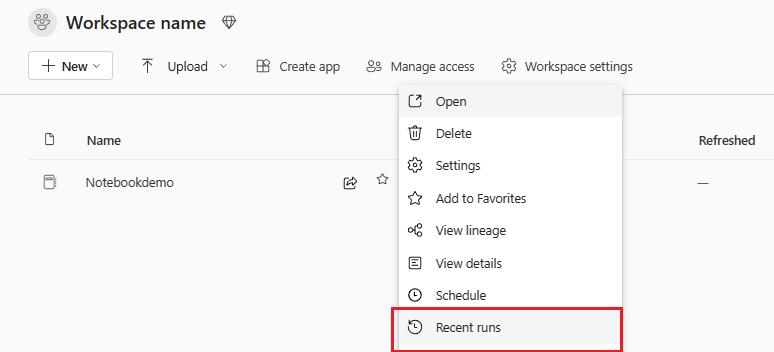 Workspace name
New Upload Create app Manage access Workspace settings
Open
Delete
Name Refreshed
Settings
Notebookdemo —
Add to Favorites
View lineage
View details
Schedule
Recent runs